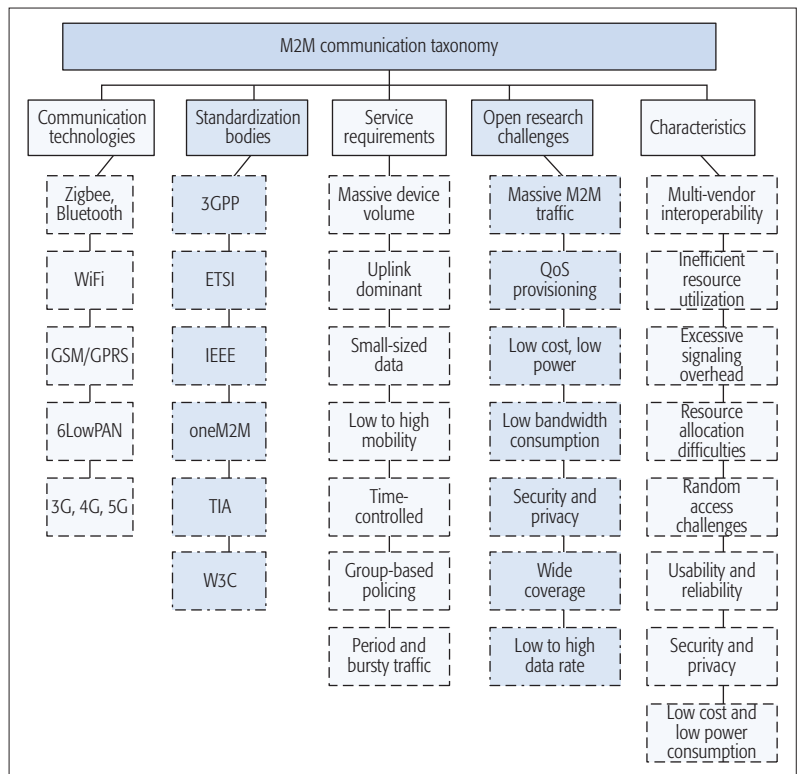 M2M communication taxonomy
Communication
technologies
Zigbee,
Bluetooth
WiFi
GSM/GPRS
6LowPAN
3G, 4G, 5G
Standardization
bodies
3GPP
ETSI
IEEE
oneM2M
TIA
W3C
Service
requirements
Massive device
volume
Uplink
dominant
Small-sized
data
Low to high
mobility
Time-
controlled
Group-based
policing
Period and
bursty traffic
Open research
challenges
Massive M2M
traffic
QoS
provisioning
Low cost, low
power
Low bandwidth
consumption
Security and
privacy
Wide
coverage
Low to high
data rate
Characteristics
Multi-vendor
interoperability
Inefficient
resource
utilization
Excessive
signaling
overhead
Resource
allocation
difficulties
Random
access
challenges
Usability and
reliability
Security and
privacy
Low cost and
low power
consumption